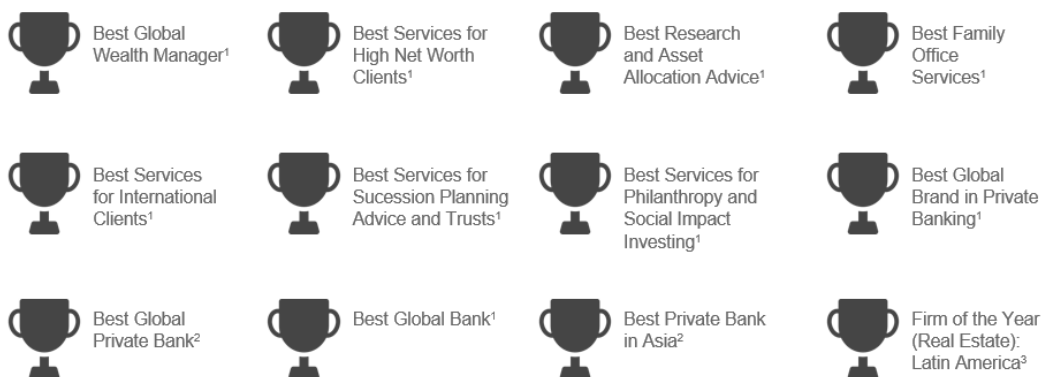 Best Global
Wealth Manager¹
Best Services for
High Net Worth
Clients¹
Best Research
and Asset
Allocation Advice¹
Best Family
Office
Services¹
Best Services
for International
Clients¹
Best Services for
Sucession Planning
Advice and Trusts¹
Best Services for
Philanthropy and
Social Impact
Investing¹
Best Global
Brand in Private
Banking¹
Best Global
Private Bank²
Best Global Bank¹
Best Private Bank
in Asia²
Firm of the Year
(Real Estate):
Latin America³